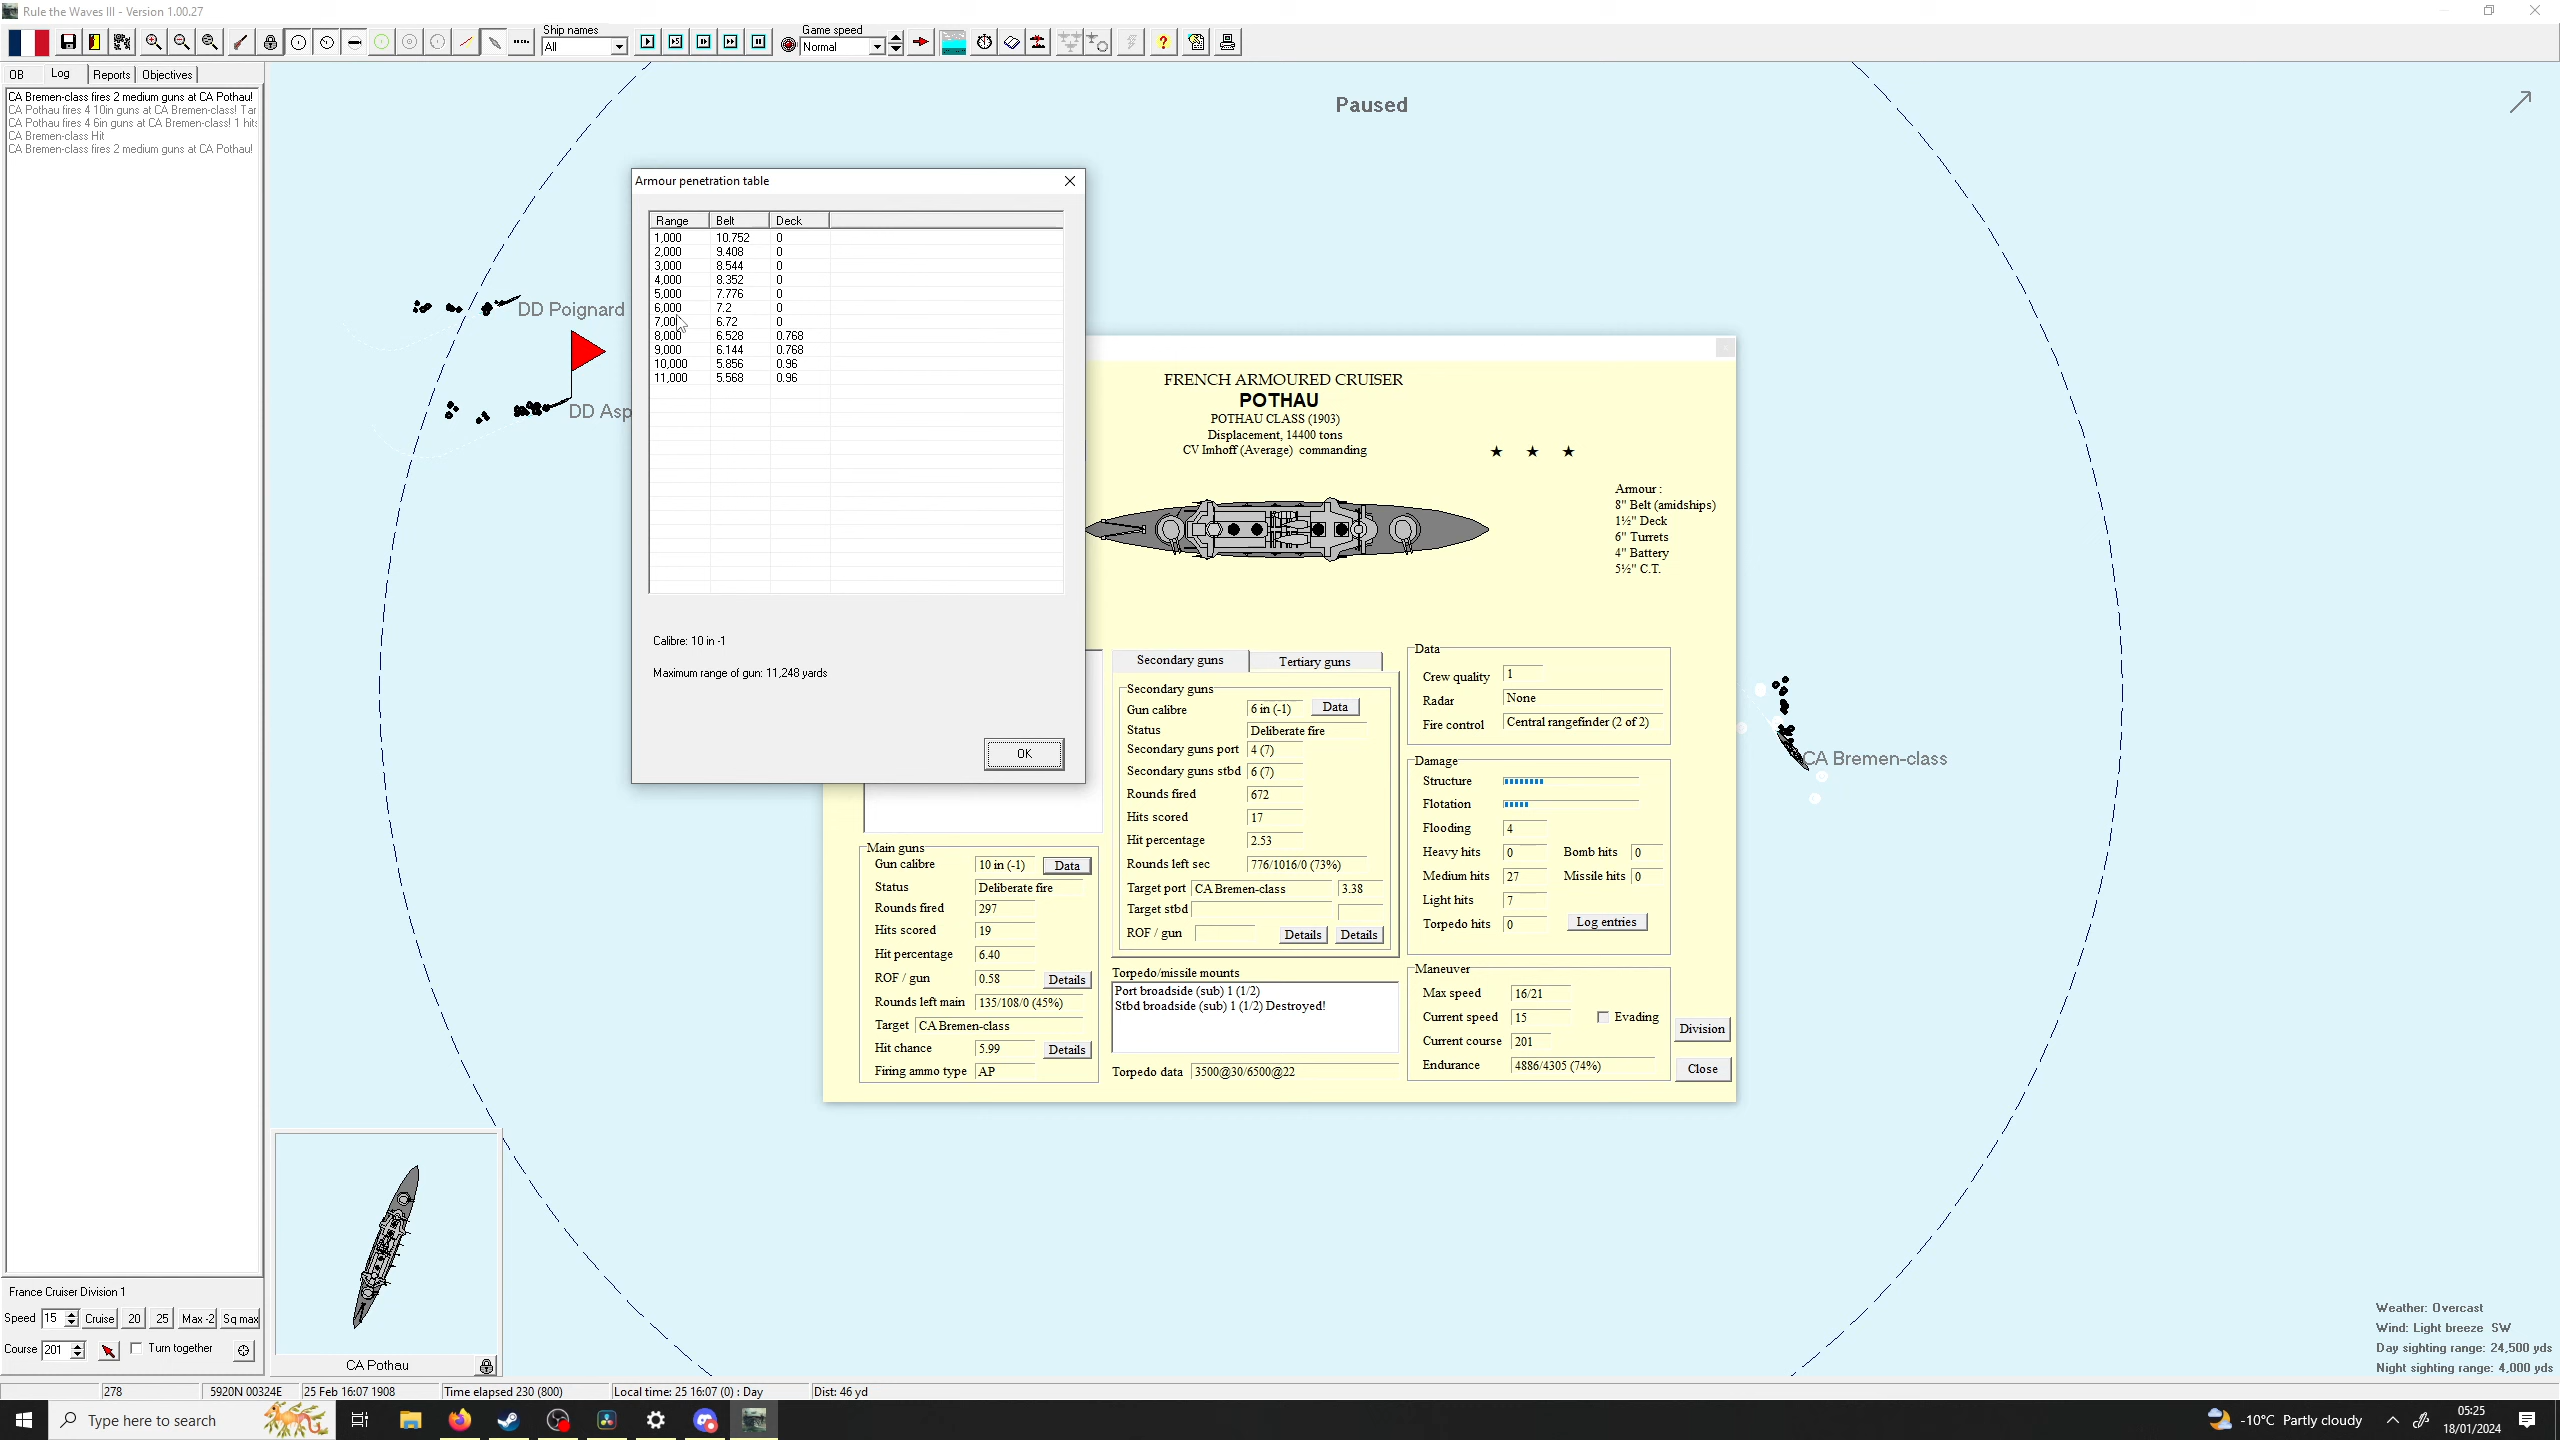 Rule the Waves III - Version 1.00.27
Ship names
All
Game speed
Normal
OB
Log
Reports
Objectives
CA Bremen-class fires 2 medium guns at CA Pothau!
CA Pothau fires 4 10in guns at CA Bremen-class! Tar
CA Pothau fires 4 6in guns at CA Bremen-class! 1 hits
CA Bremen-class Hit
CA Bremen-class fires 2 medium guns at CA Pothau!
Paused
DD Poignard
DD Asp
CA Bremen-class
Armour penetration table
Range Belt Deck
1,000 10.752 0
2,000 9.408 0
3,000 8.544 0
4,000 8.352 0
5,000 7.776 0
6,000 7.2 0
7,000 6.72 0
8,000 6.528 0.768
9,000 6.144 0.768
10,000 5.856 0.96
11,000 5.568 0.96
Calibre: 10 in -1
Maximum range of gun: 11,248 yards
OK
FRENCH ARMOURED CRUISER
POTHAU
POTHAU CLASS (1903)
Displacement, 14400 tons
CV Imhoff (Average) commanding
★ ★ ★
Armour :
8" Belt (amidships)
1½" Deck
6" Turrets
4" Battery
5½" C.T.
Main guns
Gun calibre 10 in (-1) Data
Status Deliberate fire
Rounds fired 297
Hits scored 19
Hit percentage 6.40
ROF / gun 0.58 Details
Rounds left main 135/108/0 (45%)
Target CA Bremen-class
Hit chance 5.99 Details
Firing ammo type AP
Secondary guns
Tertiary guns
Secondary guns
Gun calibre 6 in (-1) Data
Status Deliberate fire
Secondary guns port 4 (7)
Secondary guns stbd 6 (7)
Rounds fired 672
Hits scored 17
Hit percentage 2.53
Rounds left sec 776/1016/0 (73%)
Target port CA Bremen-class 3.38
Target stbd
ROF / gun Details Details
Torpedo/missile mounts
Port broadside (sub) 1 (1/2)
Stbd broadside (sub) 1 (1/2) Destroyed!
Torpedo data 3500@30/6500@22
Data
Crew quality 1
Radar None
Fire control Central rangefinder (2 of 2)
Damage
Structure
Flotation
Flooding 4
Heavy hits 0 Bomb hits 0
Medium hits 27 Missile hits 0
Light hits 7
Torpedo hits 0 Log entries
Maneuver
Max speed 16/21
Current speed 15 Evading
Current course 201
Endurance 4886/4305 (74%)
Division
Close
France Cruiser Division 1
Speed 15 Cruise 20 25 Max -2 Sq max
Course 201 Turn together
CA Pothau
Weather: Overcast
Wind: Light breeze SW
Day sighting range: 24,500 yds
Night sighting range: 4,000 yds
278 5920N 00324E 25 Feb 16:07 1908 Time elapsed 230 (800) Local time: 25 16:07 (0) : Day Dist: 46 yd
Type here to search
-10°C Partly cloudy
05:25
18/01/2024